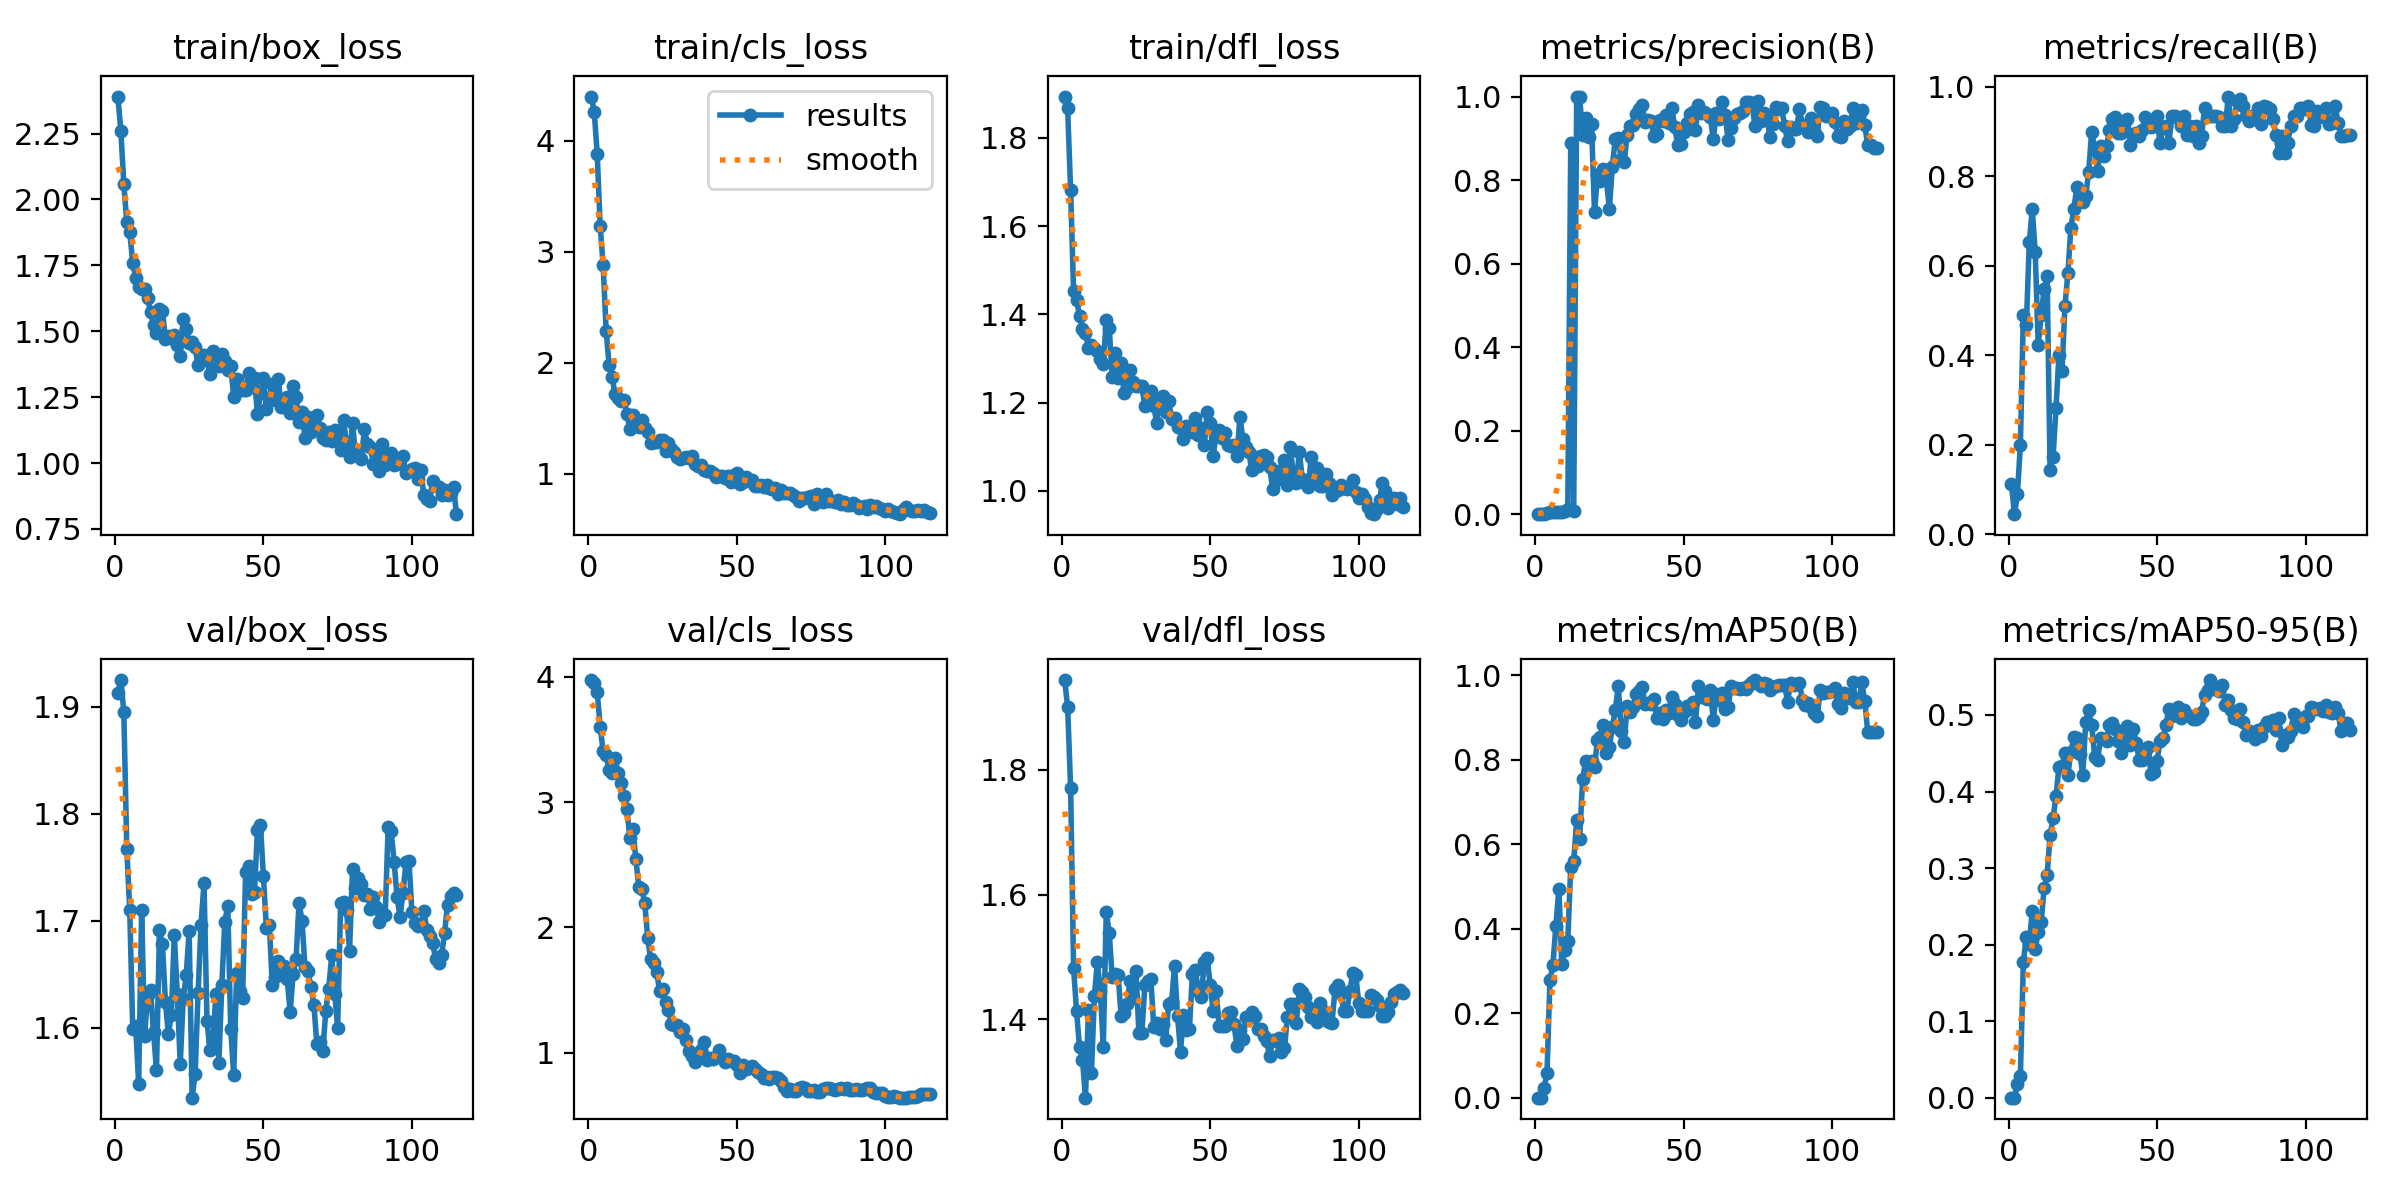 train/box_loss
2.25
2.00
1.75
1.50
1.25
1.00
0.75
0 50 100
train/cls_loss
results
smooth
4
3
2
1
0 50 100
train/dfl_loss
1.8
1.6
1.4
1.2
1.0
0 50 100
metrics/precision(B)
1.0
0.8
0.6
0.4
0.2
0.0
0 50 100
metrics/recall(B)
1.0
0.8
0.6
0.4
0.2
0.0
0 50 100
val/box_loss
1.9
1.8
1.7
1.6
0 50 100
val/cls_loss
4
3
2
1
0 50 100
val/dfl_loss
1.8
1.6
1.4
0 50 100
metrics/mAP50(B)
1.0
0.8
0.6
0.4
0.2
0.0
0 50 100
metrics/mAP50-95(B)
0.5
0.4
0.3
0.2
0.1
0.0
0 50 100